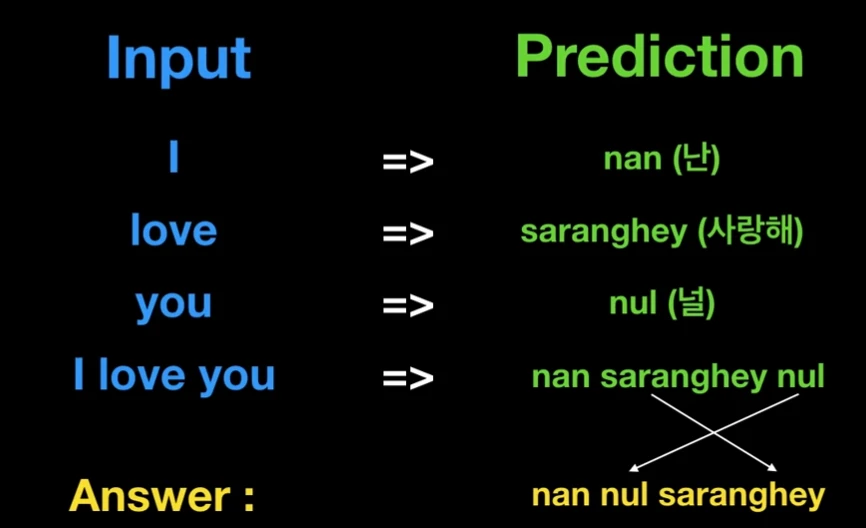 Input Prediction
I => nan (난)
love => saranghey (사랑해)
you => nul (널)
I love you => nan saranghey nul
Answer : nan nul saranghey